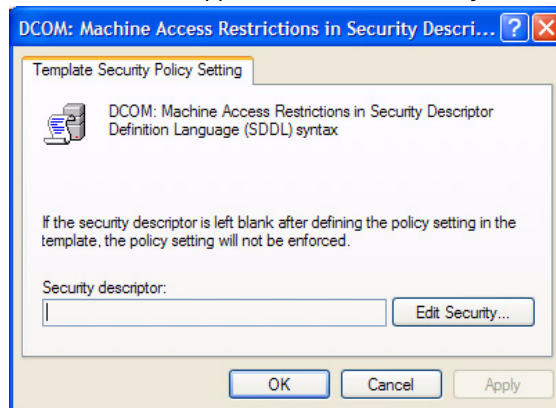 DCOM: Machine Access Restrictions in Security Descri...
Template Security Policy Setting
DCOM: Machine Access Restrictions in Security Descriptor
Definition Language (SDDL) syntax
If the security descriptor is left blank after defining the policy setting in the
template, the policy setting will not be enforced.
Security descriptor:
Edit Security...
OK Cancel Apply